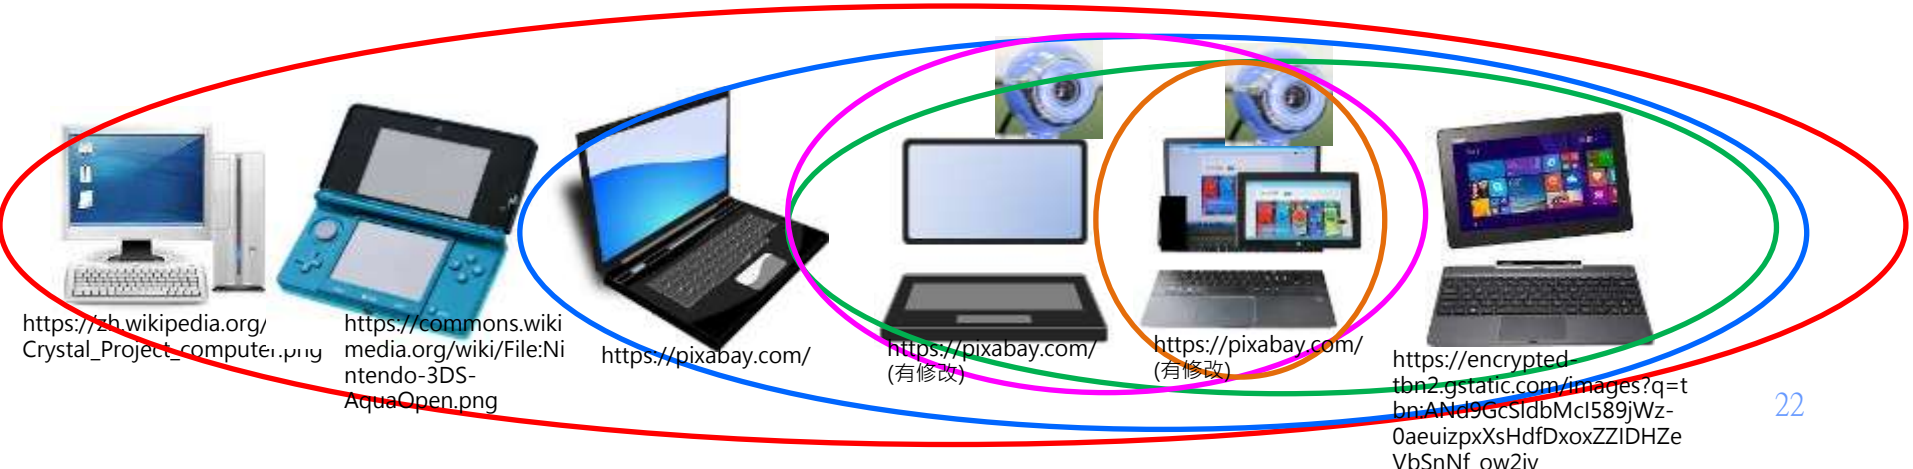 https://zh.wikipedia.org/
Crystal_Project_computer.png
https://commons.wiki
media.org/wiki/File:Ni
ntendo-3DS-
AquaOpen.png
https://pixabay.com/
https://pixabay.com/
(有修改)
https://pixabay.com/
(有修改)
https://encrypted-
tbn2.gstatic.com/images?q=t
bn:ANd9GcSldbMcI589jWz-
0aeuizpxXsHdfDxoxZZIDHZe
VbSnNf_ow2iv
22